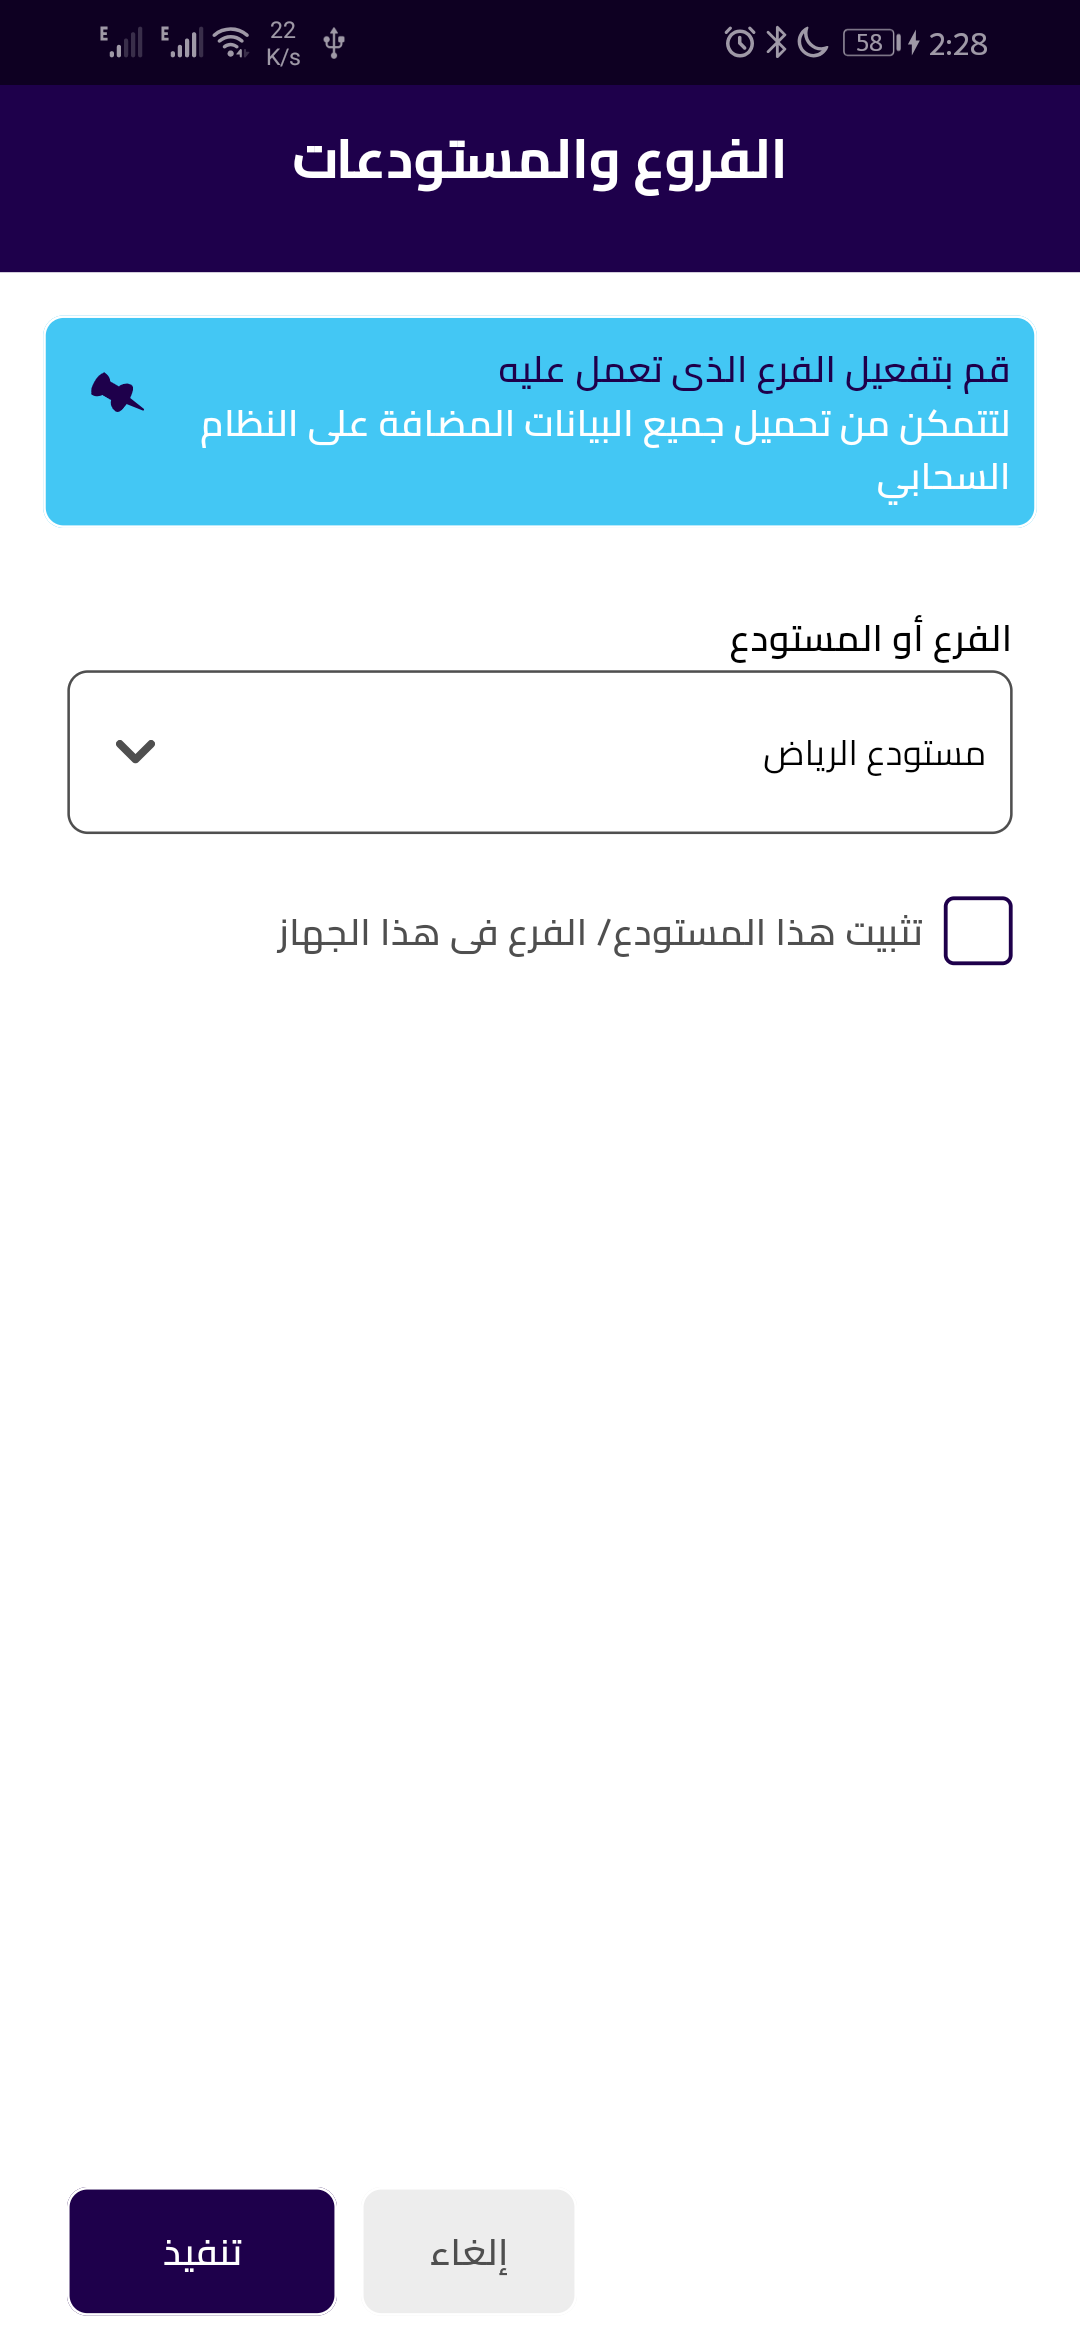 E E 22 K/s 58 2:28
الفروع والمستودعات
قم بتفعيل الفرع الذى تعمل عليه
لتتمكن من تحميل جميع البيانات المضافة على النظام
السحابي
الفرع أو المستودع
مستودع الرياض
تثبيت هذا المستودع/ الفرع فى هذا الجهاز
إلغاء
تنفيذ